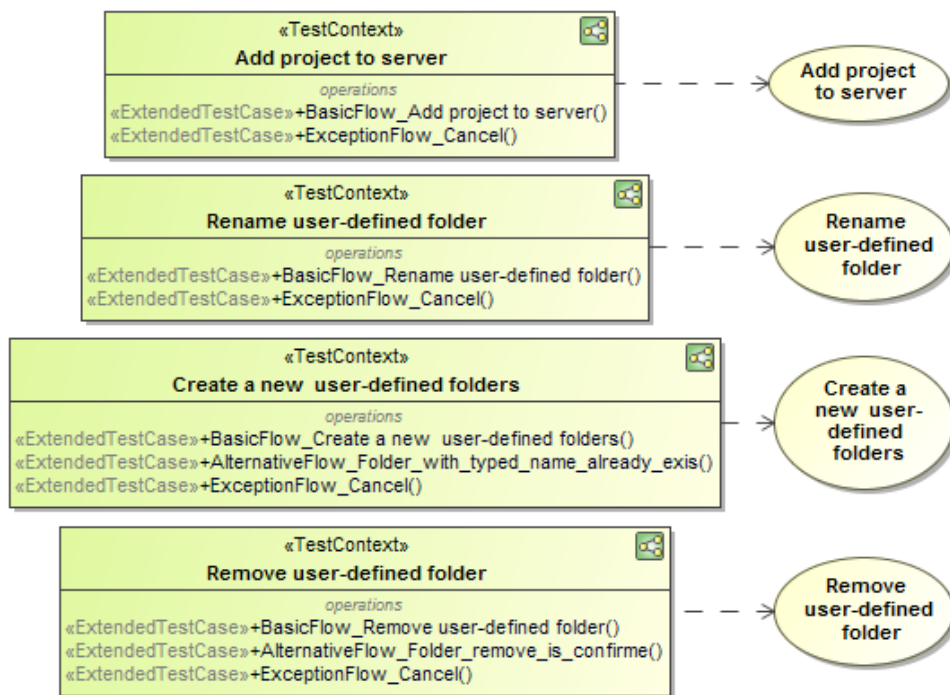 «TestContext»
Add project to server
operations
«ExtendedTestCase»+BasicFlow_Add project to server()
«ExtendedTestCase»+ExceptionFlow_Cancel()
Add project
to server
«TestContext»
Rename user-defined folder
operations
«ExtendedTestCase»+BasicFlow_Rename user-defined folder()
«ExtendedTestCase»+ExceptionFlow_Cancel()
Rename
user-defined
folder
«TestContext»
Create a new  user-defined folders
operations
«ExtendedTestCase»+BasicFlow_Create a new  user-defined folders()
«ExtendedTestCase»+AlternativeFlow_Folder_with_typed_name_already_exis()
«ExtendedTestCase»+ExceptionFlow_Cancel()
Create a
new  user-
defined
folders
«TestContext»
Remove user-defined folder
operations
«ExtendedTestCase»+BasicFlow_Remove user-defined folder()
«ExtendedTestCase»+AlternativeFlow_Folder_remove_is_confirme()
«ExtendedTestCase»+ExceptionFlow_Cancel()
Remove
user-defined
folder